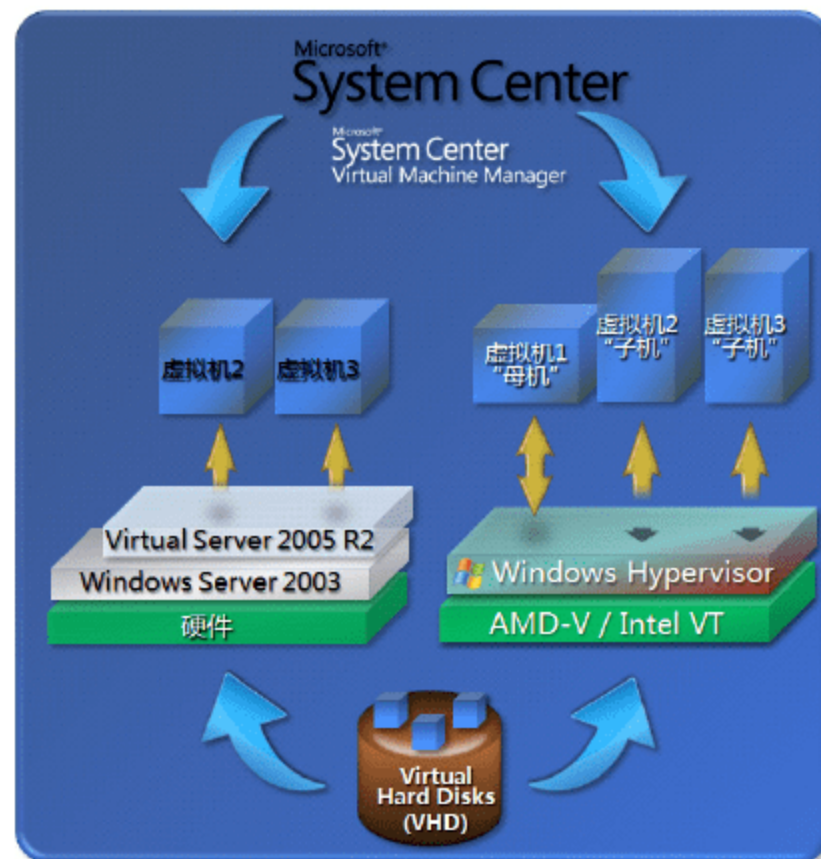 Microsoft®
System Center
Microsoft®
System Center
Virtual Machine Manager
虚拟机2
虚拟机3
虚拟机1
“母机”
虚拟机2
“子机”
虚拟机3
“子机”
Virtual Server 2005 R2
Windows Server 2003
硬件
Windows Hypervisor
AMD-V / Intel VT
Virtual
Hard Disks
(VHD)